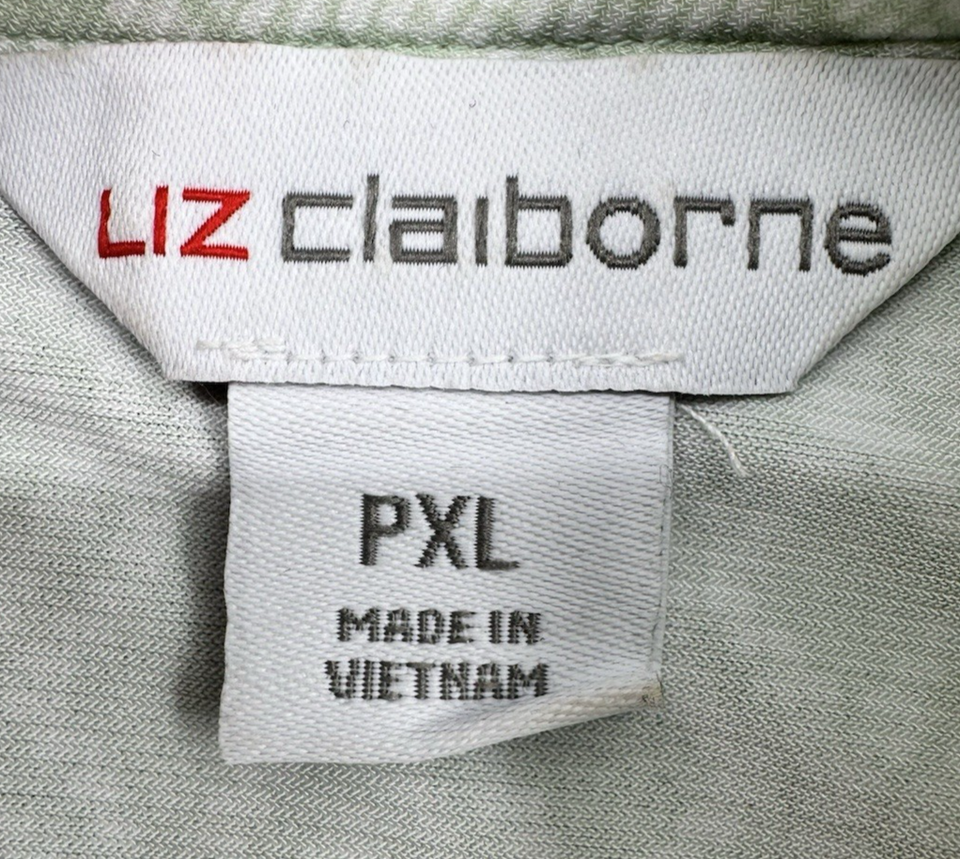 LIZ claiborne
PXL
MADE IN
VIETNAM